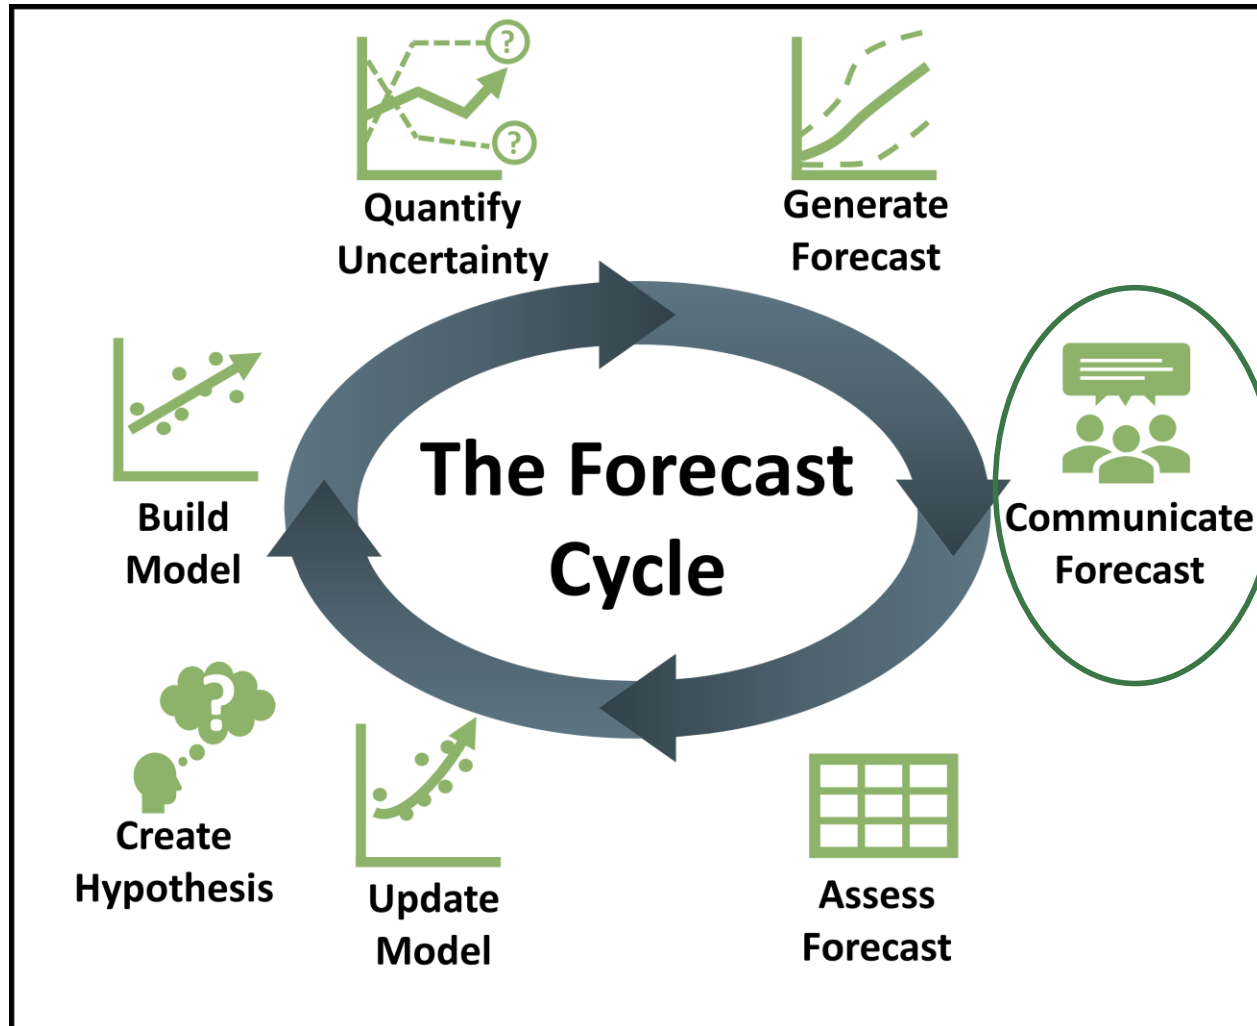 ?
?
Quantify
Uncertainty
Generate
Forecast
The Forecast
Cycle
Build
Model
Communicate
Forecast
?
Create
Hypothesis
Update
Model
Assess
Forecast